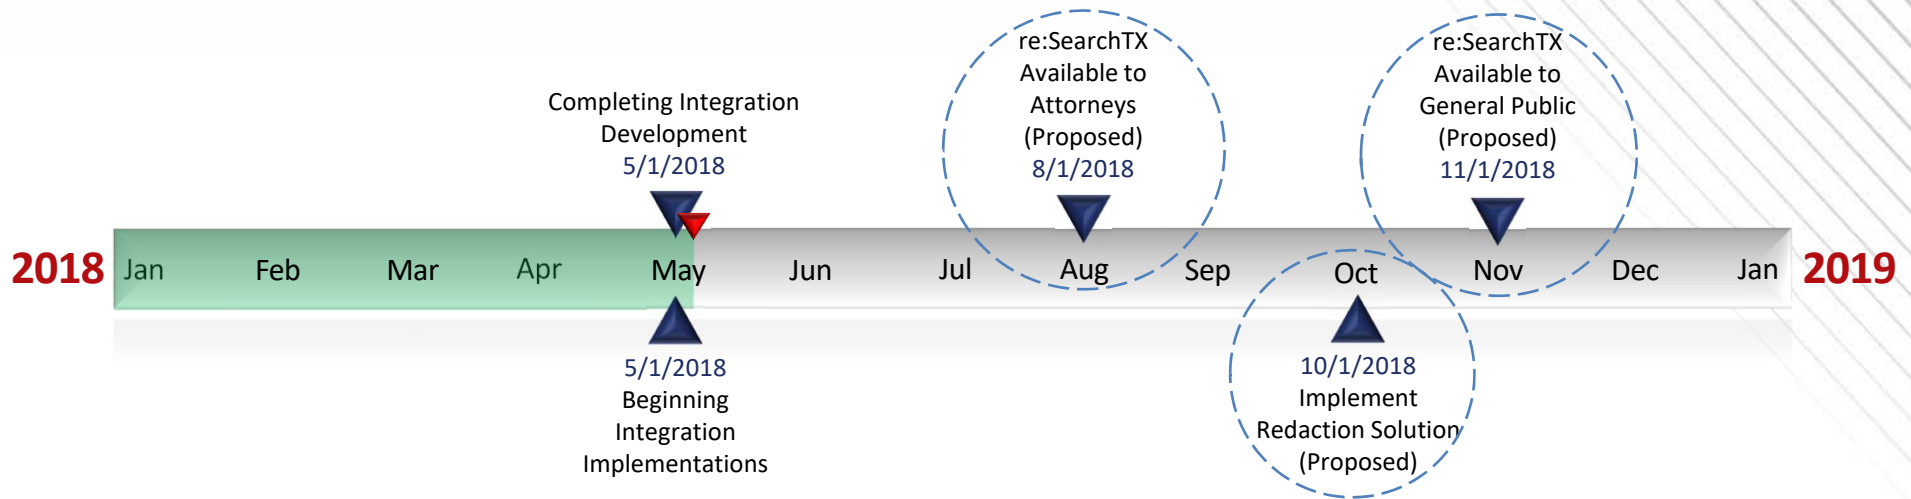 Completing Integration
Development
5/1/2018
re:SearchTX
Available to
Attorneys
(Proposed)
8/1/2018
re:SearchTX
Available to
General Public
(Proposed)
11/1/2018
2018 Jan Feb Mar Apr May Jun Jul Aug Sep Oct Nov Dec Jan 2019
5/1/2018
Beginning
Integration
Implementations
10/1/2018
Implement
Redaction Solution
(Proposed)